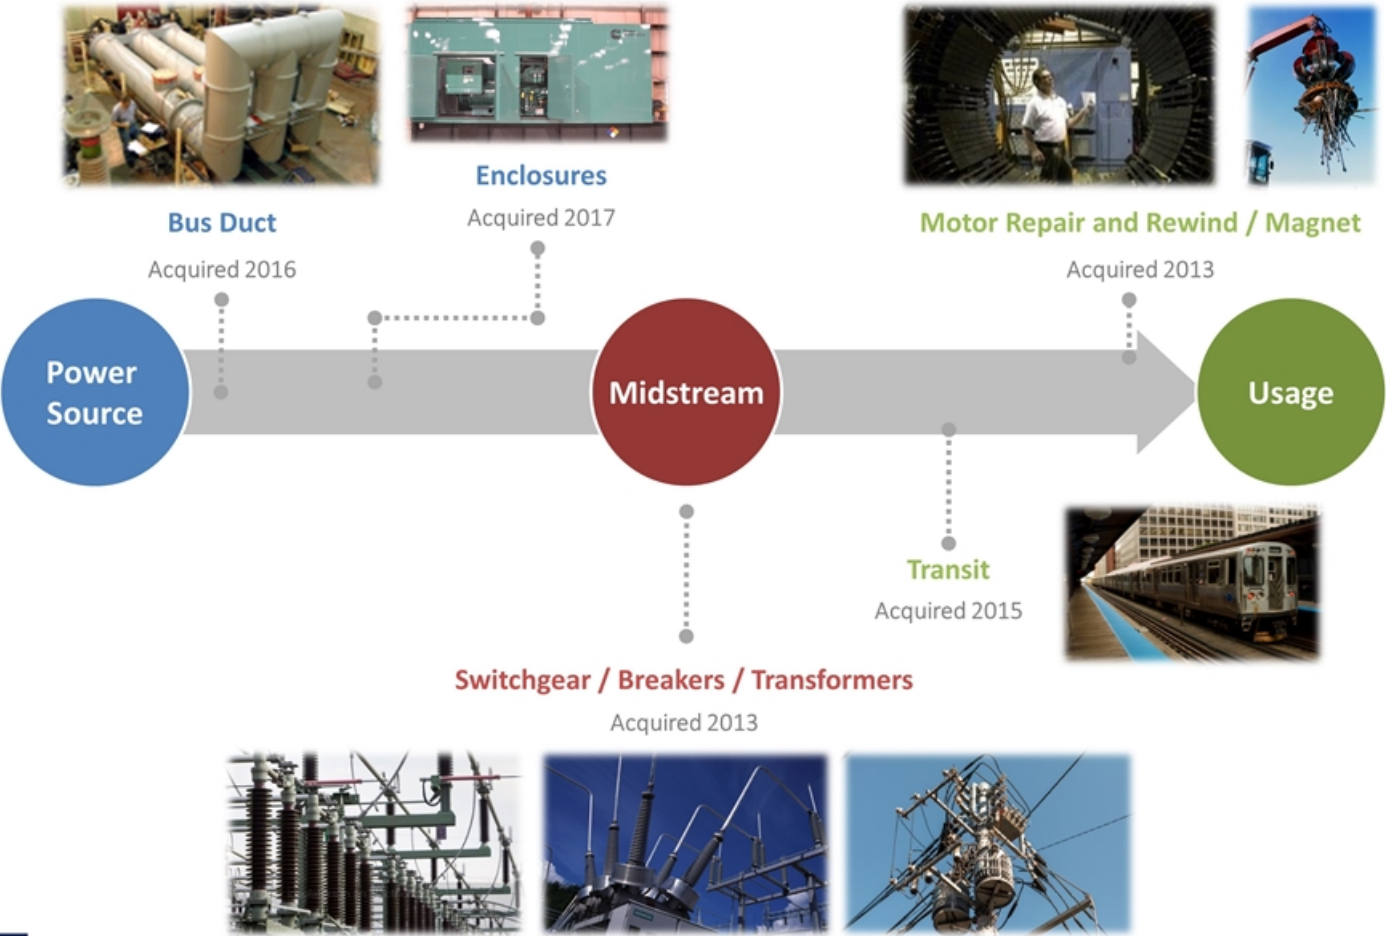 Enclosures
Acquired 2017
Bus Duct
Acquired 2016
Motor Repair and Rewind / Magnet
Acquired 2013
Power
Source
Midstream
Usage
Transit
Acquired 2015
Switchgear / Breakers / Transformers
Acquired 2013